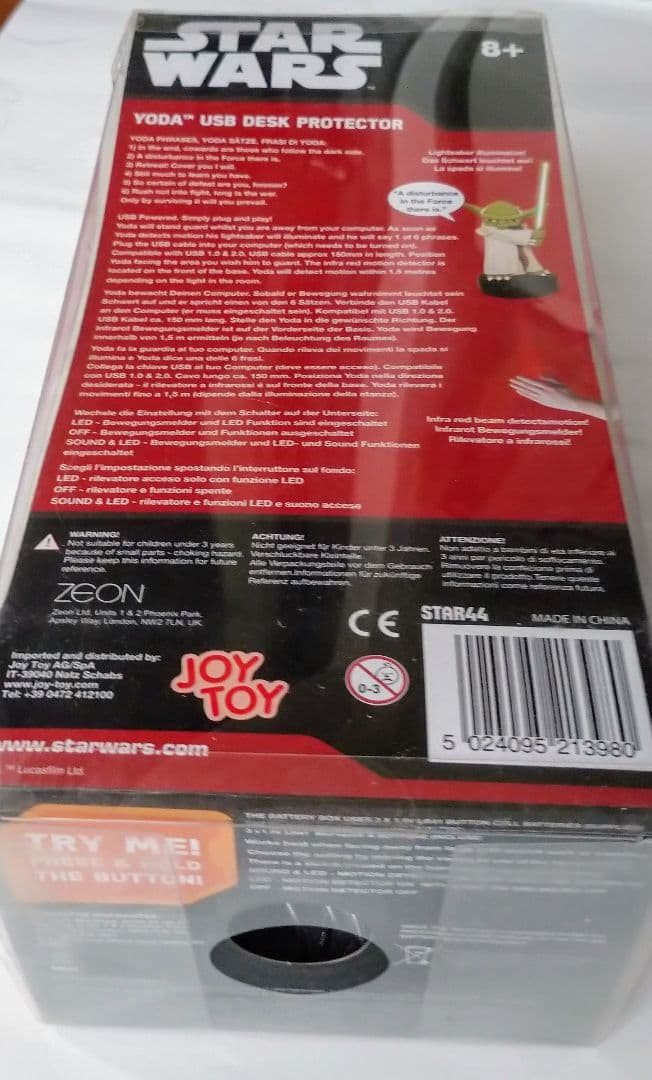 STAR
WARS
8+
YODA™ USB DESK PROTECTOR
YODA PHRASES, YODA SÄTZE, FRASI DI YODA:
1) In the end, cowards are those who follow the dark side.
2) A disturbance in the Force there is.
3) Retreat! Cover you I will.
4) Still much to learn you have.
5) So certain of defeat are you, hmmm?
6) Rush not into fight, long is the war.
Only by surviving it will you prevail.
Lightsaber illuminates!
Das Schwert leuchtet auf!
La spada si illumina!
"A disturbance
in the Force
there is."
USB Powered. Simply plug and play!
Yoda will stand guard whilst you are away from your computer. As soon as
Yoda detects motion his lightsaber will illuminate and he will say 1 of 6 phrases.
Plug the USB cable into your computer (which needs to be turned on).
Compatible with USB 1.0 & 2.0. USB cable approx 150mm in length. Position
Yoda facing the area you wish him to guard. The infra red motion detector is
located on the front of the base. Yoda will detect motion within 1.5 metres
depending on the light in the room.
Yoda bewacht Deinen Computer. Sobald er Bewegung wahrnimmt leuchtet sein
Schwert auf und er spricht einen von den 6 Sätzen. Verbinde den USB Kabel
an den Computer (er muss eingeschaltet sein). Kompatibel mit USB 1.0 & 2.0.
USB Kabel ca. 150 mm lang. Stelle den Yoda in die gewünschte Richtung. Der
Infrarot Bewegungsmelder ist auf der Vorderseite der Basis. Yoda wird Bewegung
innerhalb von 1,5 m ermitteln (je nach Beleuchtung des Raumes).
Yoda fa la guardia al tuo computer. Quando rileva dei movimenti la spada si
illumina e Yoda dice una delle 6 frasi.
Collega la chiave USB al tuo Computer (deve essere acceso). Compatibile
con USB 1.0 & 2.0. Cavo lungo ca. 150 mm. Posiziona Yoda nella direzione
desiderata - il rilevatore a infrarossi é sul fronte della base. Yoda rileverà i
movimenti fino a 1,5 m (dipende dalla illuminazione della stanza).
Wechsle die Einstellung mit dem Schalter auf der Unterseite:
LED - Bewegungsmelder und LED Funktion sind eingeschaltet
OFF - Bewegungsmelder und Funktionen ausgeschaltet
SOUND & LED - Bewegungsmelder und LED- und Sound Funktionen
eingeschaltet
Infra red beam detects motion!
Infrarot Bewegungsmelder!
Rilevatore a infrarossi!
Scegli l'impostazione spostando l'interruttore sul fondo:
LED - rilevatore acceso solo con funzione LED
OFF - rilevatore e funzioni spente
SOUND & LED - rilevatore e funzioni LED e suono accese
WARNING!
Not suitable for children under 3 years
because of small parts - choking hazard.
Please keep this information for future
reference.
ACHTUNG!
Nicht geeignet für Kinder unter 3 Jahren.
Verschluckbare Kleinteile.
Alle Verpackungsteile vor dem Gebrauch
entfernen.Informationen für zukünftige
Referenz aufbewahren.
ATTENZIONE!
Non adatto a bambini di età inferiore ai
3 anni per pericolo di soffocamento.
Rimuovere la confezione prima di
utilizzare il prodotto. Tenere queste
informazioni come referenza futura.
ZEON
Zeon Ltd, Units 1 & 2 Phoenix Park,
Apsley Way, London, NW2 7LN, UK.
CE
STAR44
MADE IN CHINA
Imported and distributed by:
Joy Toy AG/SpA
IT-39040 Natz Schabs
www.joy-toy.com
Tel: +39 0472 412100
JOY
TOY
0-3
5 024095 213980
www.starwars.com
™ Lucasfilm Ltd.
TRY ME!
PRESS & HOLD
THE BUTTON!